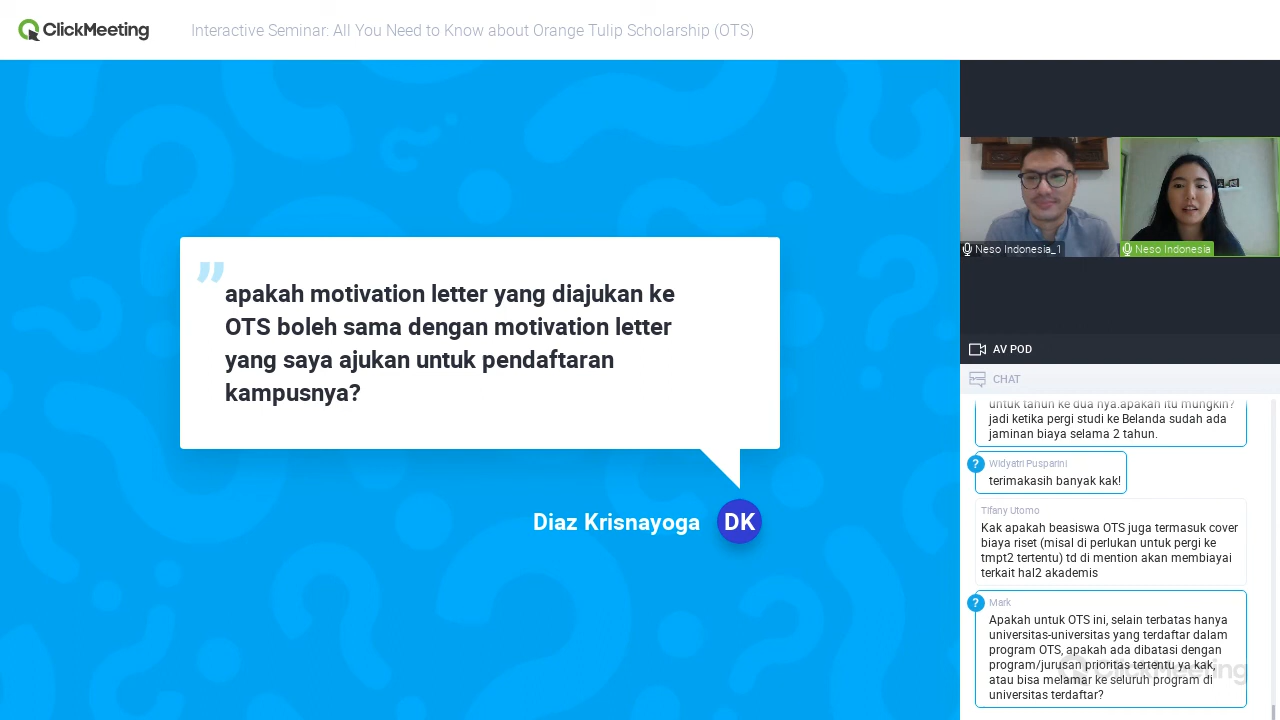 ClickMeeting
Interactive Seminar: All You Need to Know about Orange Tulip Scholarship (OTS)
apakah motivation letter yang diajukan ke
OTS boleh sama dengan motivation letter
yang saya ajukan untuk pendaftaran
kampusnya?
Diaz Krisnayoga
DK
Neso Indonesia_1
Neso Indonesia
AV POD
CHAT
untuk tahun ke dua nya.apakah itu mungkin?
jadi ketika pergi studi ke Belanda sudah ada
jaminan biaya selama 2 tahun.
?
Widyatri Pusparini
terimakasih banyak kak!
Tifany Utomo
Kak apakah beasiswa OTS juga termasuk cover
biaya riset (misal di perlukan untuk pergi ke
tmpt2 tertentu) td di mention akan membiayai
terkait hal2 akademis
?
Mark
Apakah untuk OTS ini, selain terbatas hanya
universitas-universitas yang terdaftar dalam
program OTS, apakah ada dibatasi dengan
program/jurusan prioritas tertentu ya kak,
atau bisa melamar ke seluruh program di
universitas terdaftar?
ClickMeeting